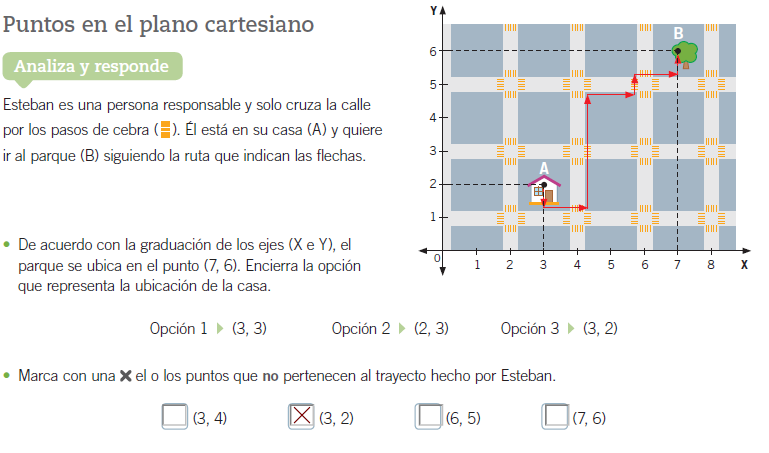 Puntos en el plano cartesiano
Analiza y responde
Esteban es una persona responsable y solo cruza la calle
por los pasos de cebra ( ). Él está en su casa (A) y quiere
ir al parque (B) siguiendo la ruta que indican las flechas.
Y
6
5
4
3
2
1
0
1 2 3 4 5 6 7 8 X
A
B
• De acuerdo con la graduación de los ejes (X e Y), el
parque se ubica en el punto (7, 6). Encierra la opción
que representa la ubicación de la casa.
Opción 1 (3, 3) Opción 2 (2, 3) Opción 3 (3, 2)
• Marca con una ✖ el o los puntos que no pertenecen al trayecto hecho por Esteban.
(3, 4) (3, 2) (6, 5) (7, 6)